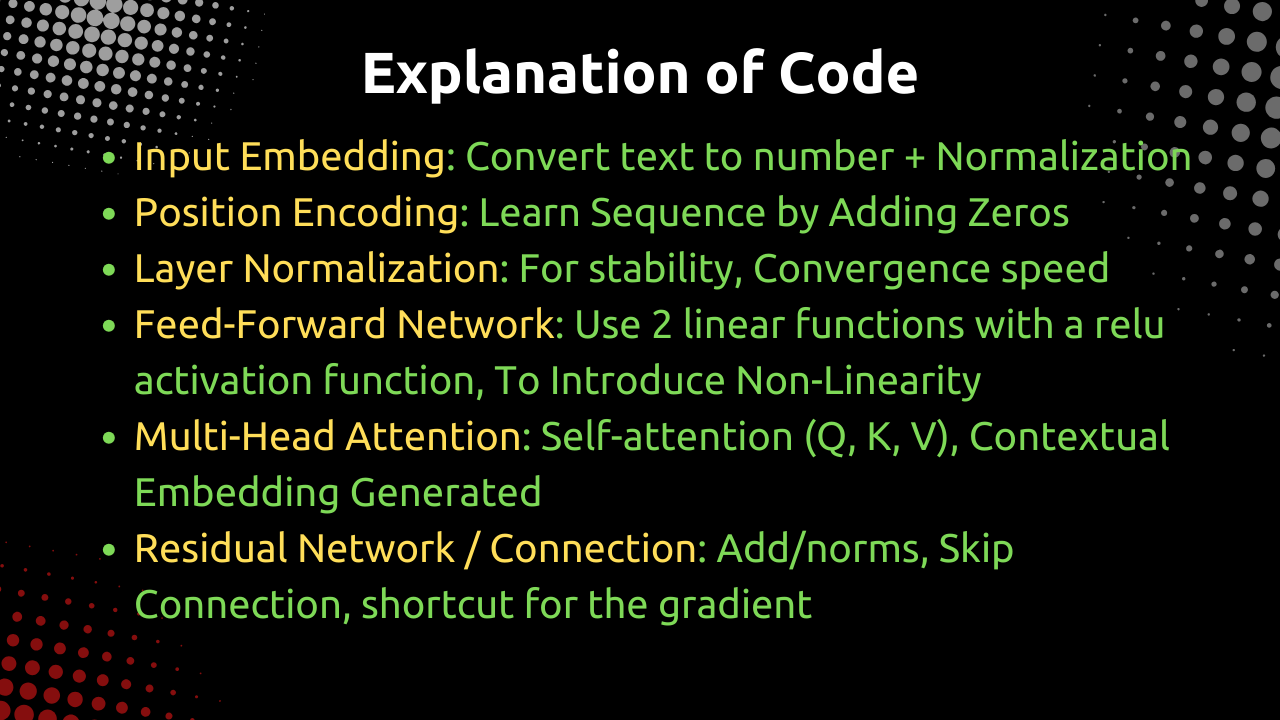 Explanation of Code
• Input Embedding: Convert text to number + Normalization
• Position Encoding: Learn Sequence by Adding Zeros
• Layer Normalization: For stability, Convergence speed
• Feed-Forward Network: Use 2 linear functions with a relu
activation function, To Introduce Non-Linearity
• Multi-Head Attention: Self-attention (Q, K, V), Contextual
Embedding Generated
• Residual Network / Connection: Add/norms, Skip
Connection, shortcut for the gradient